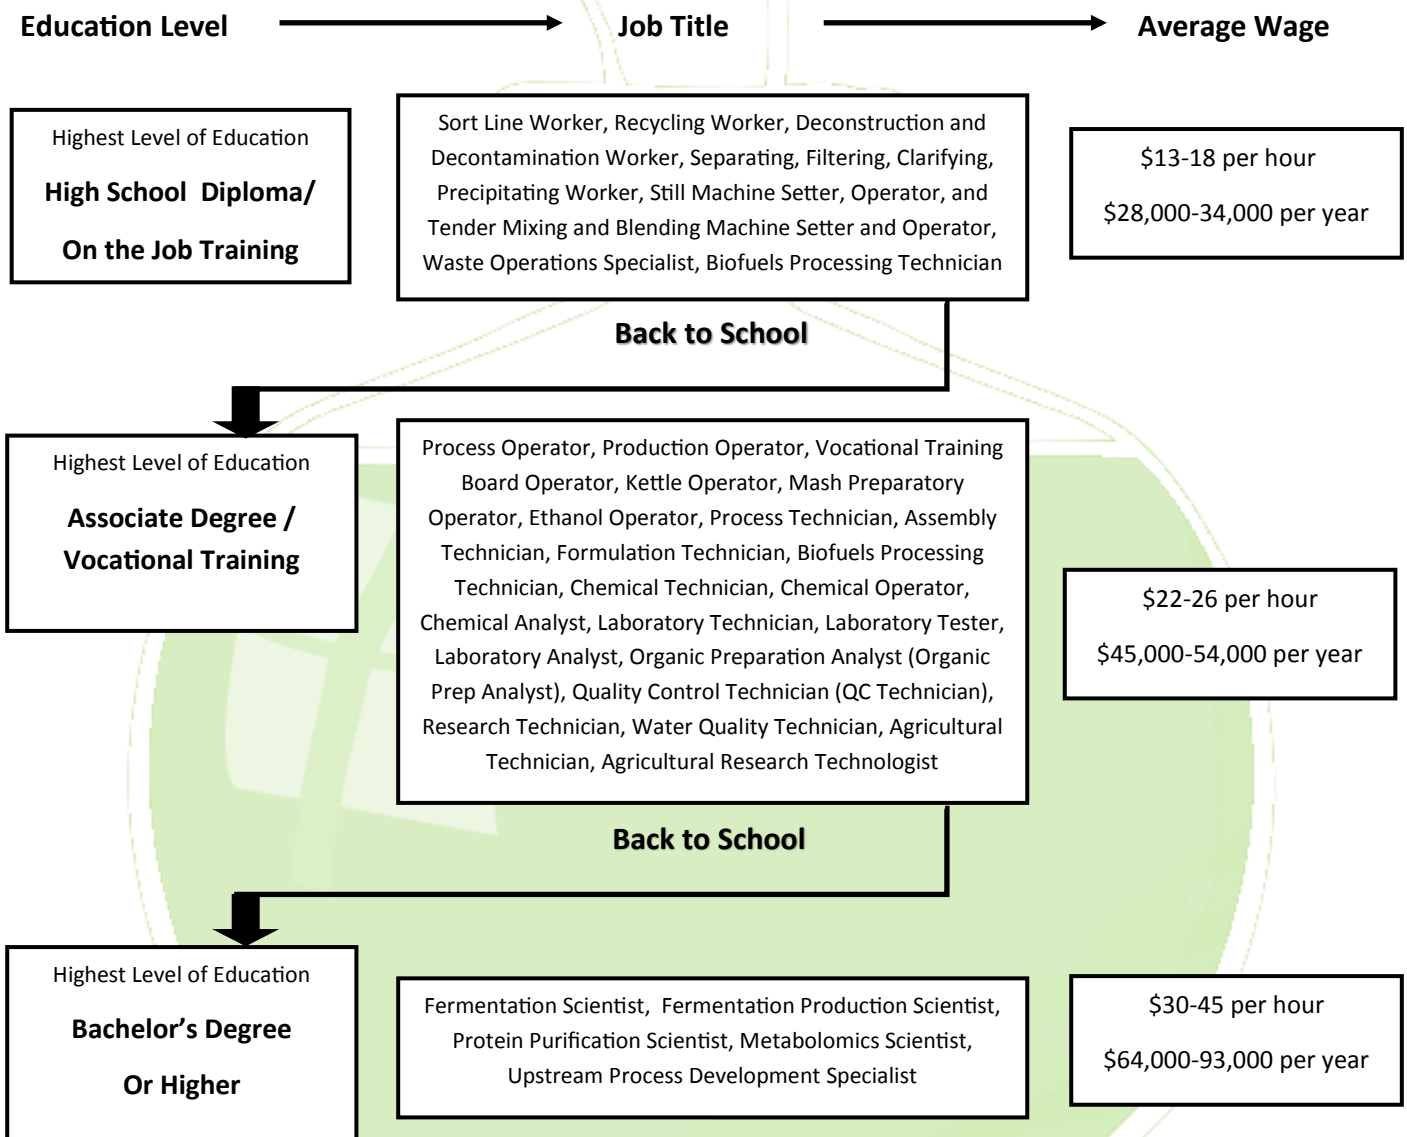 Education Level
Job Title
Average Wage
Highest Level of Education
High School Diploma/
On the Job Training
Sort Line Worker, Recycling Worker, Deconstruction and
Decontamination Worker, Separating, Filtering, Clarifying,
Precipitating Worker, Still Machine Setter, Operator, and
Tender Mixing and Blending Machine Setter and Operator,
Waste Operations Specialist, Biofuels Processing Technician
$13-18 per hour
$28,000-34,000 per year
Back to School
Highest Level of Education
Associate Degree /
Vocational Training
Process Operator, Production Operator, Vocational Training
Board Operator, Kettle Operator, Mash Preparatory
Operator, Ethanol Operator, Process Technician, Assembly
Technician, Formulation Technician, Biofuels Processing
Technician, Chemical Technician, Chemical Operator,
Chemical Analyst, Laboratory Technician, Laboratory Tester,
Laboratory Analyst, Organic Preparation Analyst (Organic
Prep Analyst), Quality Control Technician (QC Technician),
Research Technician, Water Quality Technician, Agricultural
Technician, Agricultural Research Technologist
$22-26 per hour
$45,000-54,000 per year
Back to School
Highest Level of Education
Bachelor’s Degree
Or Higher
Fermentation Scientist, Fermentation Production Scientist,
Protein Purification Scientist, Metabolomics Scientist,
Upstream Process Development Specialist
$30-45 per hour
$64,000-93,000 per year